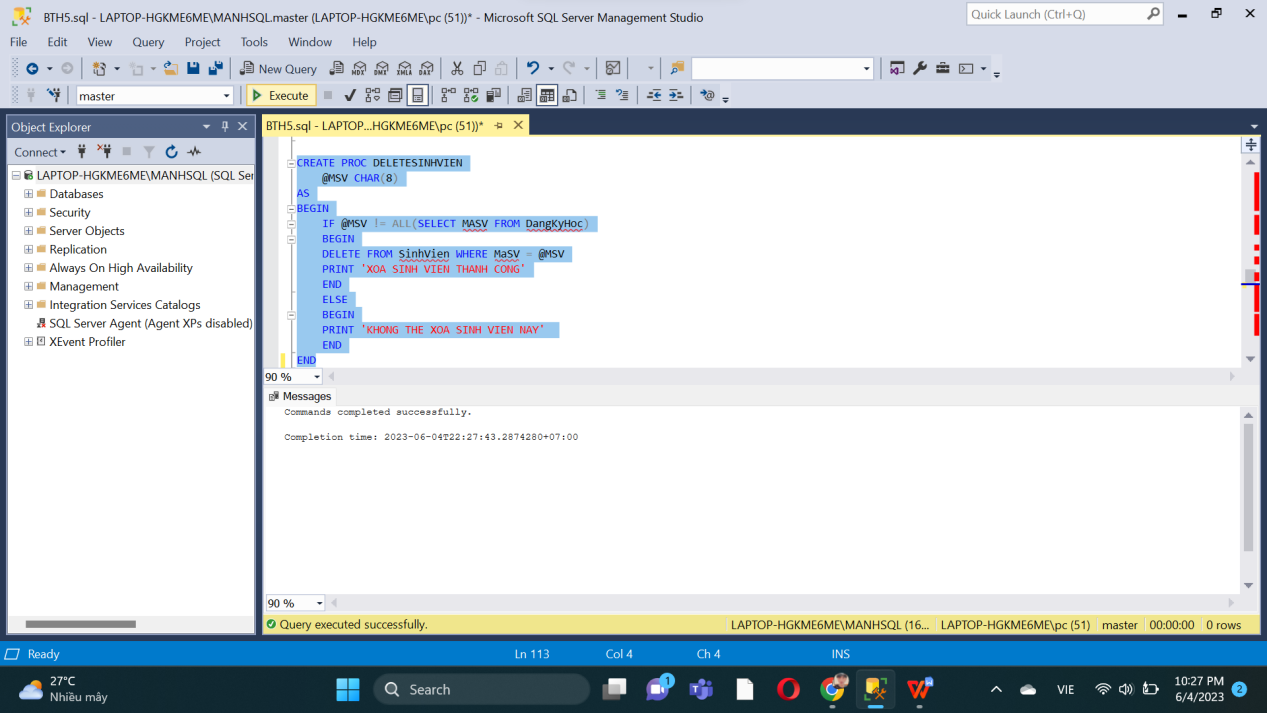 BTH5.sql - LAPTOP-HGKME6ME\MANHSQL.master (LAPTOP-HGKME6ME\pc (51))* - Microsoft SQL Server Management Studio
Quick Launch (Ctrl+Q)
File Edit View Query Project Tools Window Help
New Query MDX DMX XMLA DAX
master Execute
Object Explorer
BTH5.sql - LAPTOP...HGKME6ME\pc (51))*
Connect
LAPTOP-HGKME6ME\MANHSQL (SQL Ser
Databases
Security
Server Objects
Replication
Always On High Availability
Management
Integration Services Catalogs
SQL Server Agent (Agent XPs disabled)
XEvent Profiler
CREATE PROC DELETESINHVIEN
@MSV CHAR(8)
AS
BEGIN
IF @MSV != ALL(SELECT MASV FROM DangKyHoc)
BEGIN
DELETE FROM SinhVien WHERE MaSV = @MSV
PRINT 'XOA SINH VIEN THANH CONG'
END
ELSE
BEGIN
PRINT 'KHONG THE XOA SINH VIEN NAY'
END
END
90 %
Messages
Commands completed successfully.
Completion time: 2023-06-04T22:27:43.2874280+07:00
90 %
Query executed successfully. LAPTOP-HGKME6ME\MANHSQL (16... LAPTOP-HGKME6ME\pc (51) master 00:00:00 0 rows
Ready Ln 113 Col 4 Ch 4 INS
27°C
Nhiều mây
Search
1
VIE
10:27 PM
6/4/2023
2